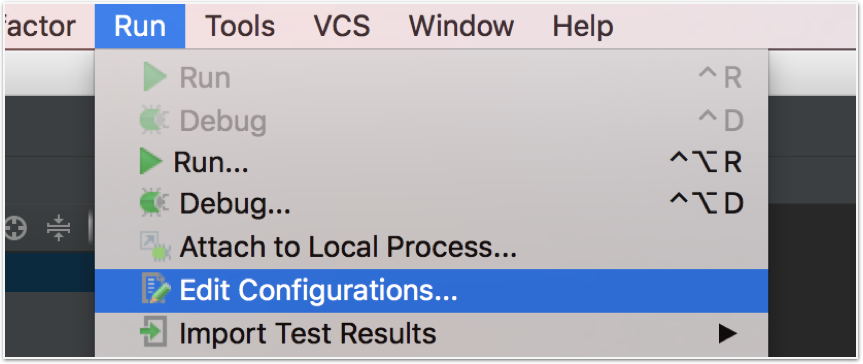 factor Run Tools VCS Window Help
Run ^ R
Debug ^ D
Run... ^⌥R
Debug... ^⌥D
Attach to Local Process...
Edit Configurations...
Import Test Results ▶